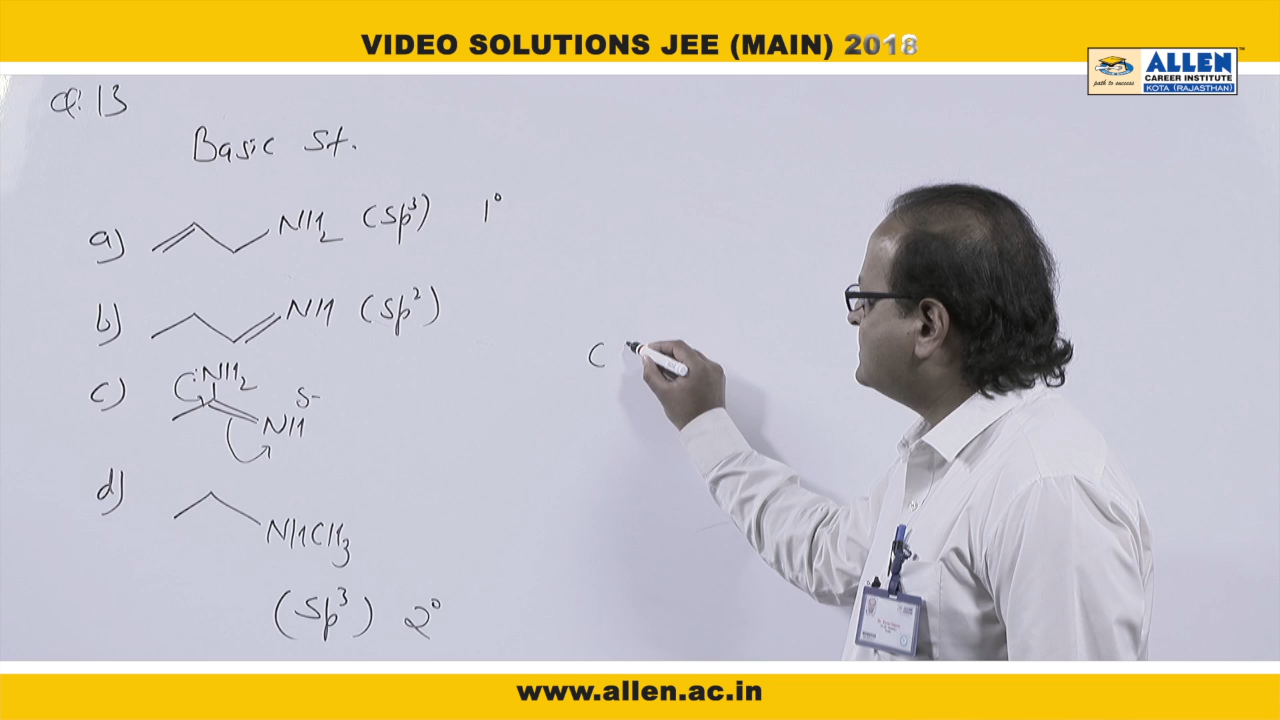 VIDEO SOLUTIONS JEE (MAIN) 2018
ALLEN
CAREER INSTITUTE
KOTA (RAJASTHAN)
path to success
TM
Q: 13
Basic St.
a) NH2 (sp3) 1°
b) NH (sp2)
c) :NH2
NH δ-
C
d) NHCH3
(sp3) 2°
www.allen.ac.in